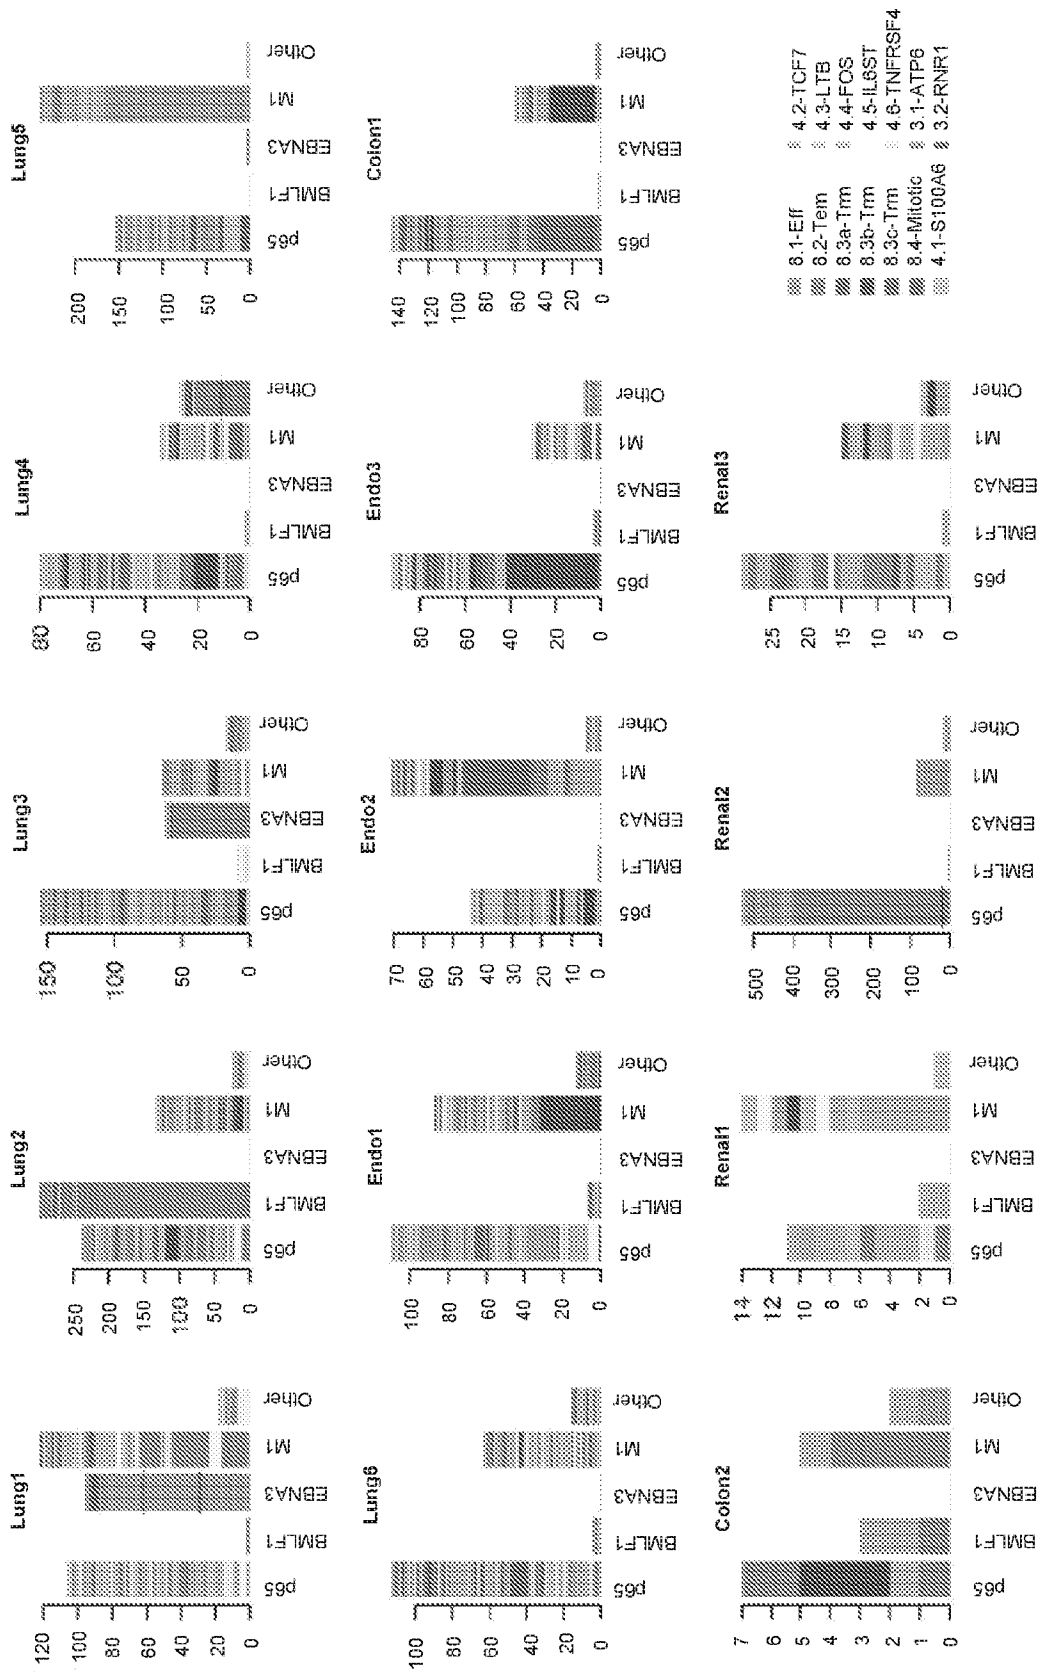 Lung1
120
100
80
60
40
20
0
p65
BMLF1
EBNA3
M1
Other
Lung2
250
200
150
100
50
0
p65
BMLF1
EBNA3
M1
Other
Lung3
150
100
50
0
p65
BMLF1
EBNA3
M1
Other
Lung4
80
60
40
20
0
p65
BMLF1
EBNA3
M1
Other
Lung5
200
150
100
50
0
p65
BMLF1
EBNA3
M1
Other
Lung6
100
80
60
40
20
0
p65
BMLF1
EBNA3
M1
Other
Endo1
100
80
60
40
20
0
p65
BMLF1
EBNA3
M1
Other
Endo2
70
60
50
40
30
20
10
0
p65
BMLF1
EBNA3
M1
Other
Endo3
80
60
40
20
0
p65
BMLF1
EBNA3
M1
Other
Colon1
140
120
100
80
60
40
20
0
p65
BMLF1
EBNA3
M1
Other
Colon2
7
6
5
4
3
2
1
0
p65
BMLF1
EBNA3
M1
Other
Renal1
14
12
10
8
6
4
2
0
p65
BMLF1
EBNA3
M1
Other
Renal2
500
400
300
200
100
0
p65
BMLF1
EBNA3
M1
Other
Renal3
25
20
15
10
5
0
p65
BMLF1
EBNA3
M1
Other
8.1-Eff
8.2-Tem
8.3a-Trm
8.3b-Trm
8.3c-Trm
8.4-Mitotic
4.1-S100A6
4.2-TCF7
4.3-LTB
4.4-FOS
4.5-IL6ST
4.6-TNFRSF4
3.1-ATP6
3.2-RNR1